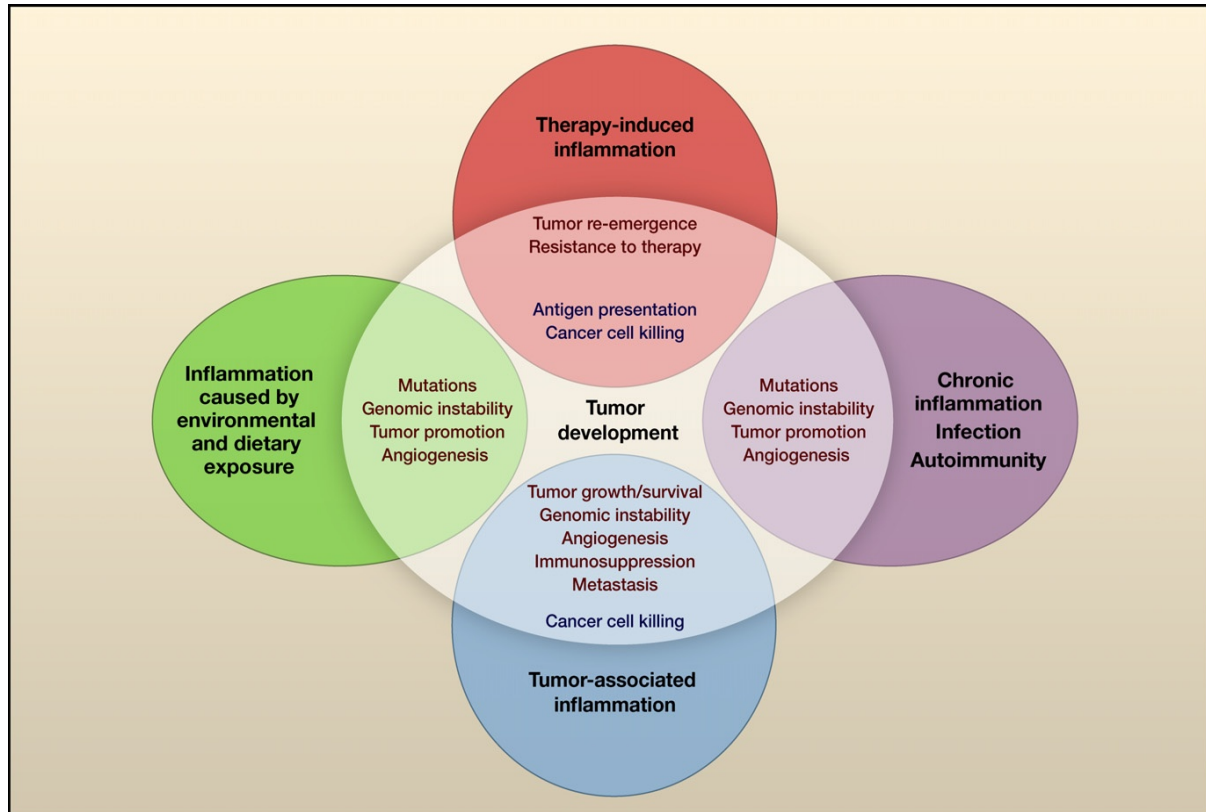 Therapy-induced
inflammation
Tumor re-emergence
Resistance to therapy
Antigen presentation
Cancer cell killing
Inflammation
caused by
environmental
and dietary
exposure
Mutations
Genomic instability
Tumor promotion
Angiogenesis
Tumor
development
Mutations
Genomic instability
Tumor promotion
Angiogenesis
Chronic
inflammation
Infection
Autoimmunity
Tumor growth/survival
Genomic instability
Angiogenesis
Immunosuppression
Metastasis
Cancer cell killing
Tumor-associated
inflammation